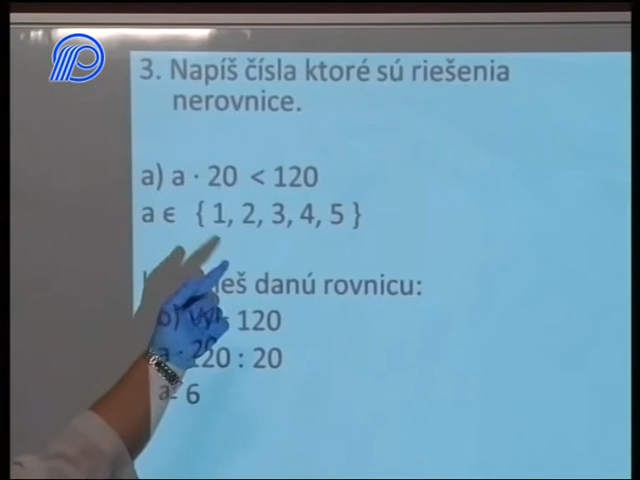 3. Napíš čísla ktoré sú riešenia
nerovnice.
a) a · 20 < 120
a ∈ { 1, 2, 3, 4, 5 }
danú rovnicu:
120
120 : 20
6